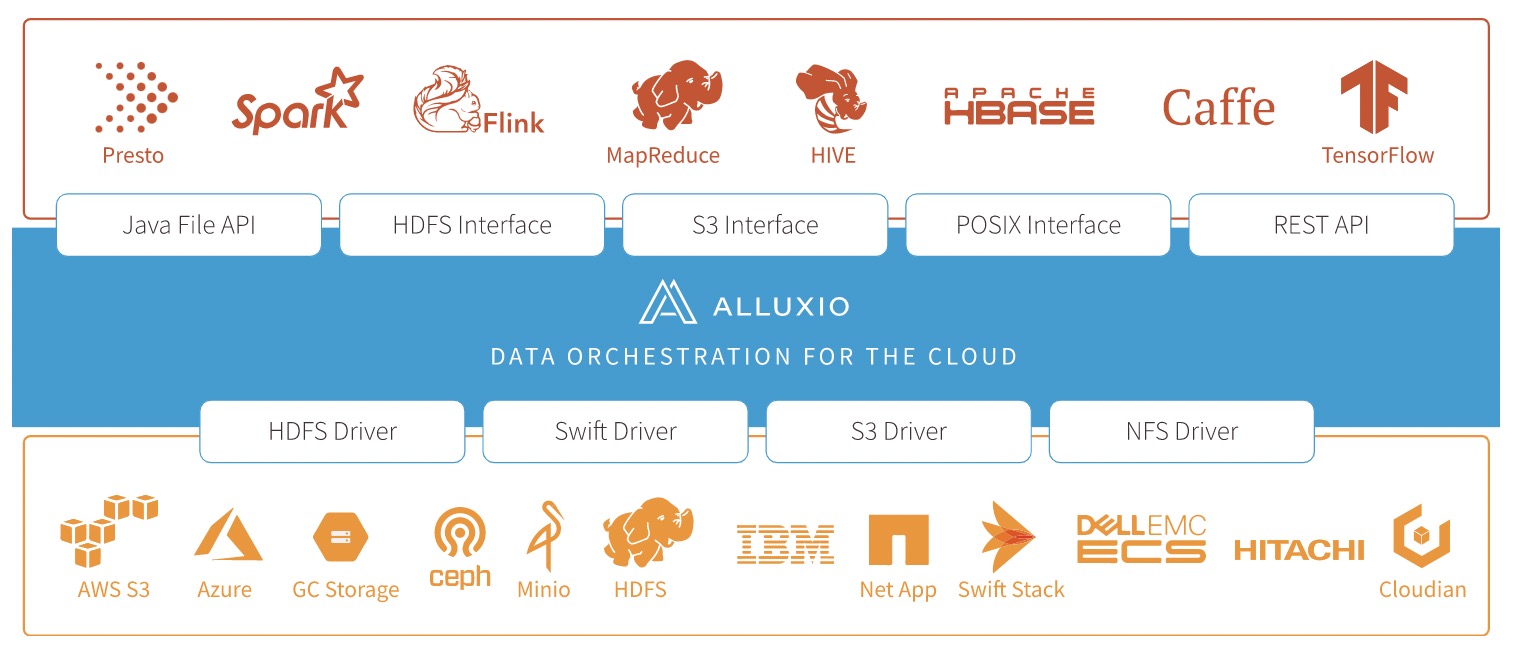 Presto
Spark
Flink
MapReduce
HIVE
APACHE
HBASE
Caffe
TensorFlow
Java File API
HDFS Interface
S3 Interface
POSIX Interface
REST API
ALLUXIO
DATA ORCHESTRATION FOR THE CLOUD
HDFS Driver
Swift Driver
S3 Driver
NFS Driver
AWS S3
Azure
GC Storage
ceph
Minio
HDFS
IBM
Net App
Swift Stack
DELLEMC
ECS
HITACHI
Cloudian